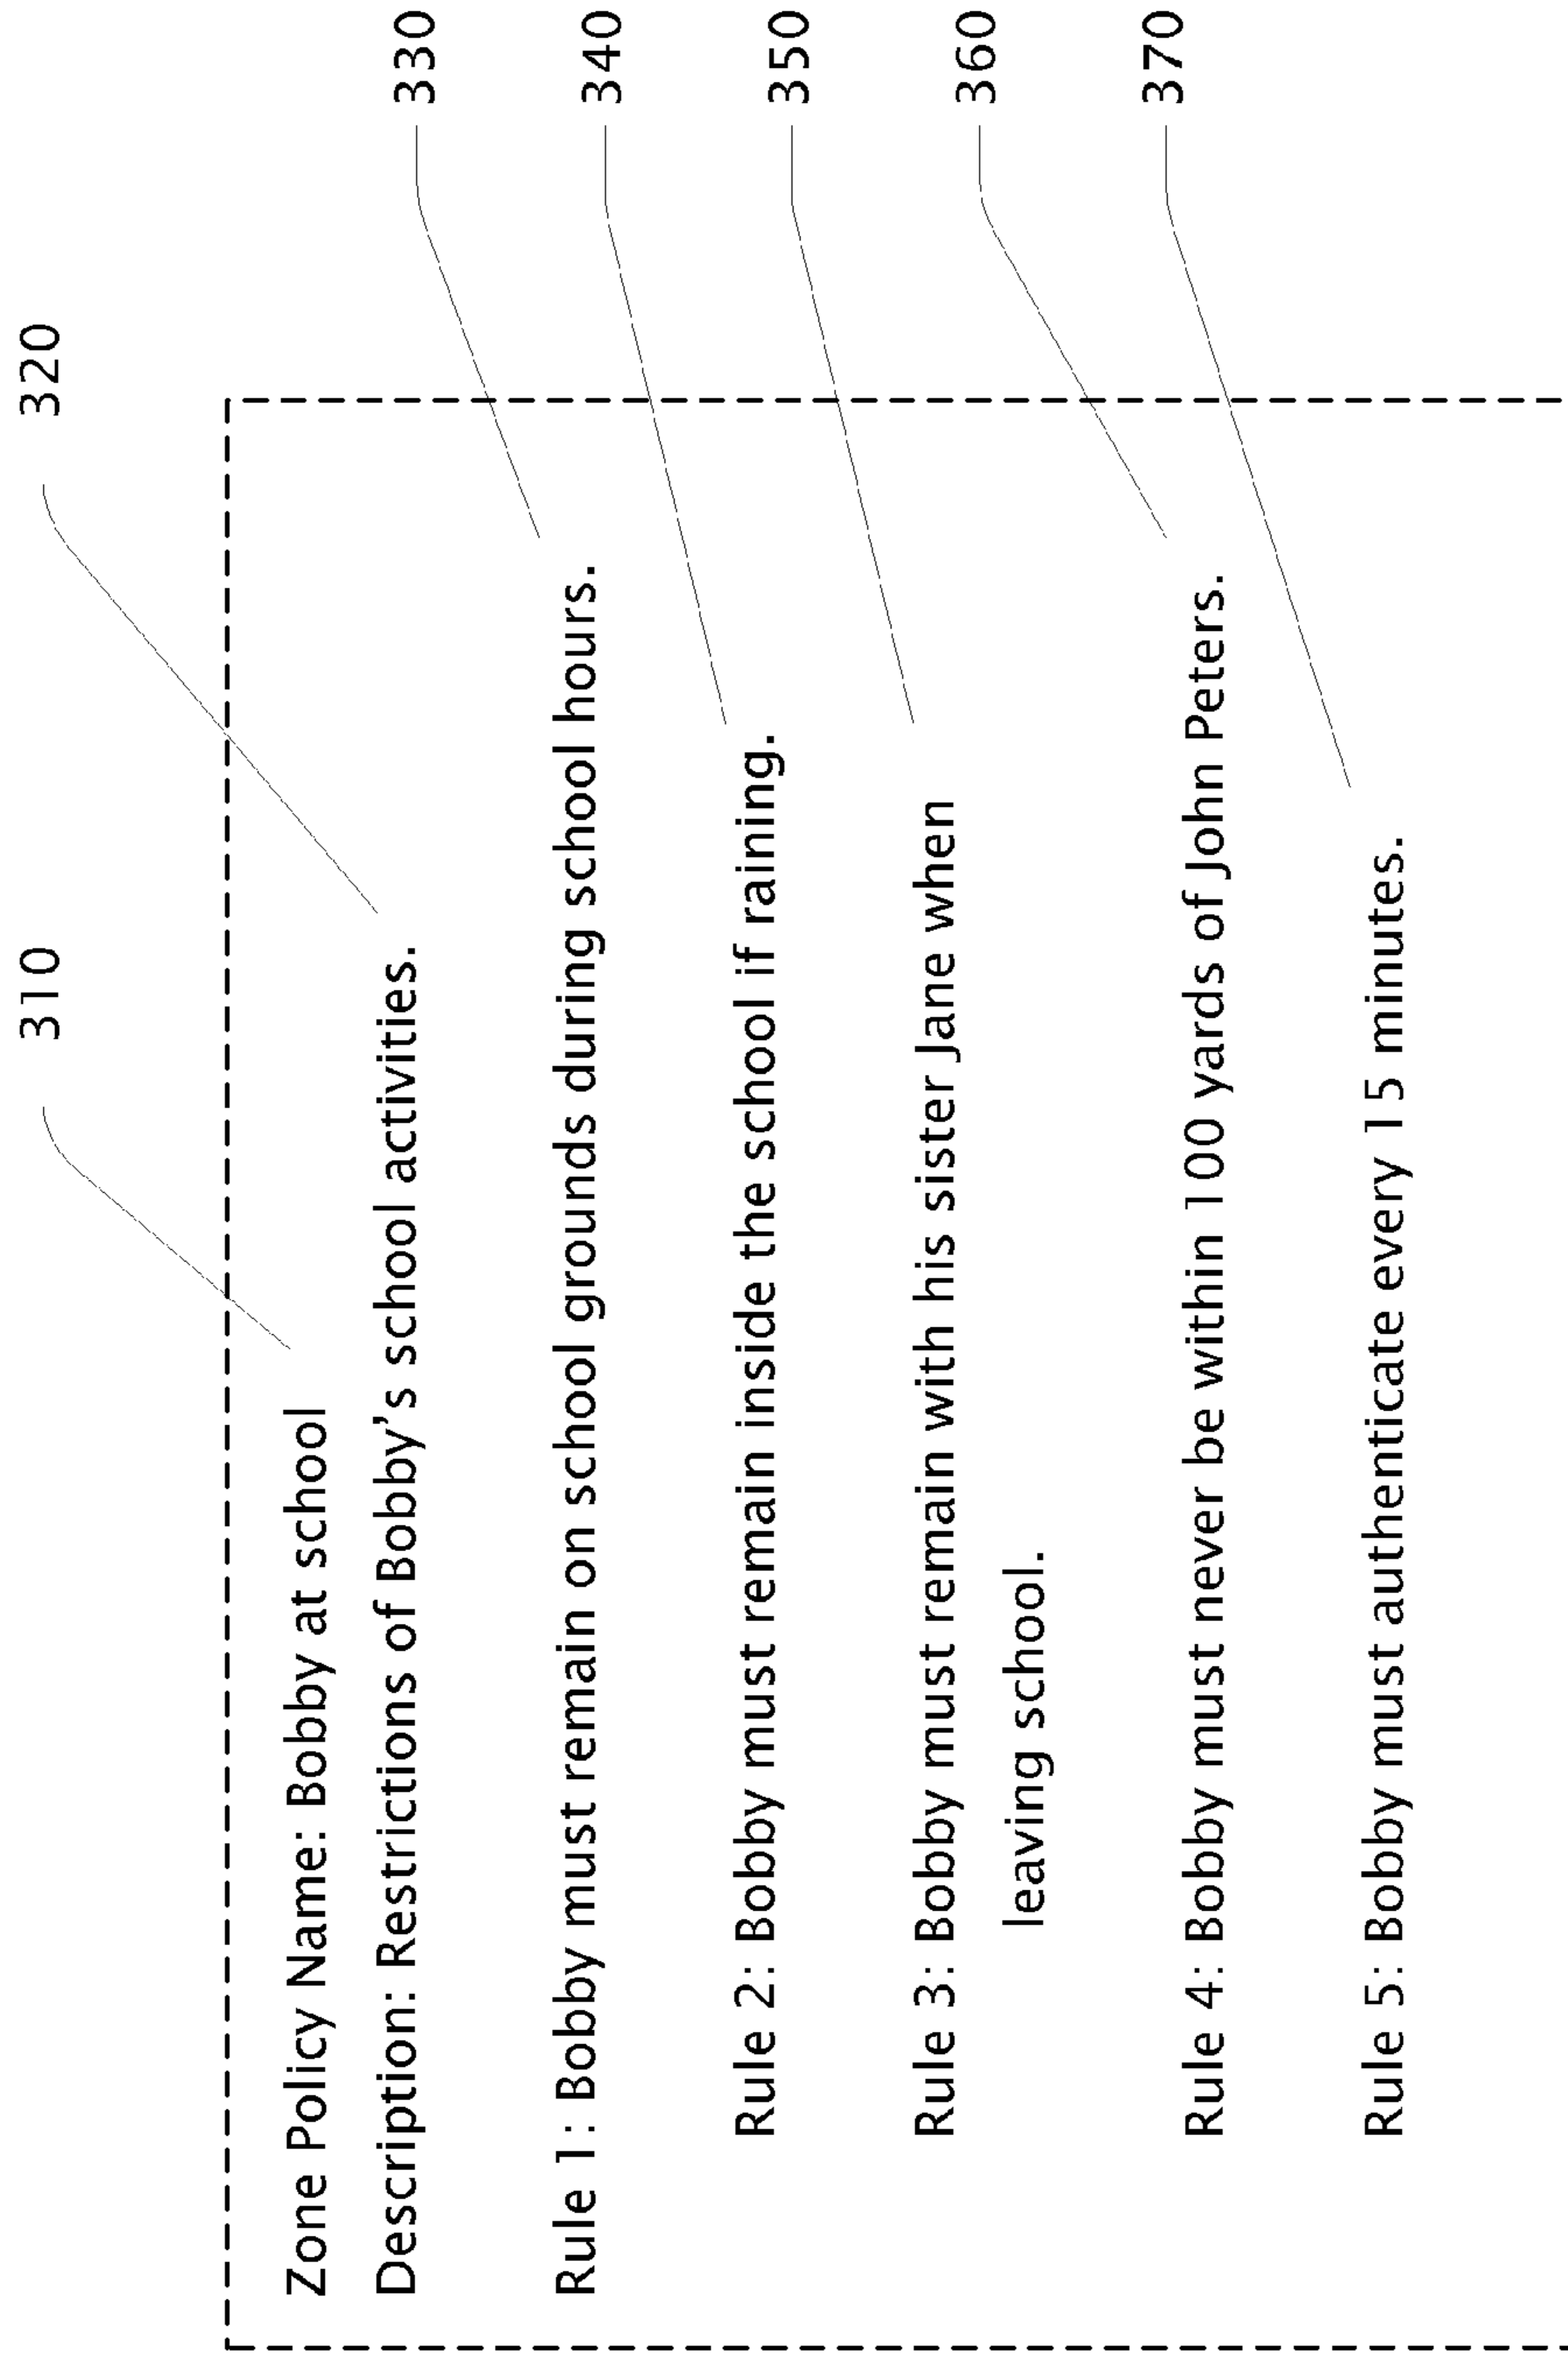 310
320
Zone Policy Name: Bobby at school
Description: Restrictions of Bobby's school activities.
330
Rule 1: Bobby must remain on school grounds during school hours.
340
Rule 2: Bobby must remain inside the school if raining.
350
Rule 3: Bobby must remain with his sister Jane when
leaving school.
360
Rule 4: Bobby must never be within 100 yards of John Peters.
370
Rule 5: Bobby must authenticate every 15 minutes.